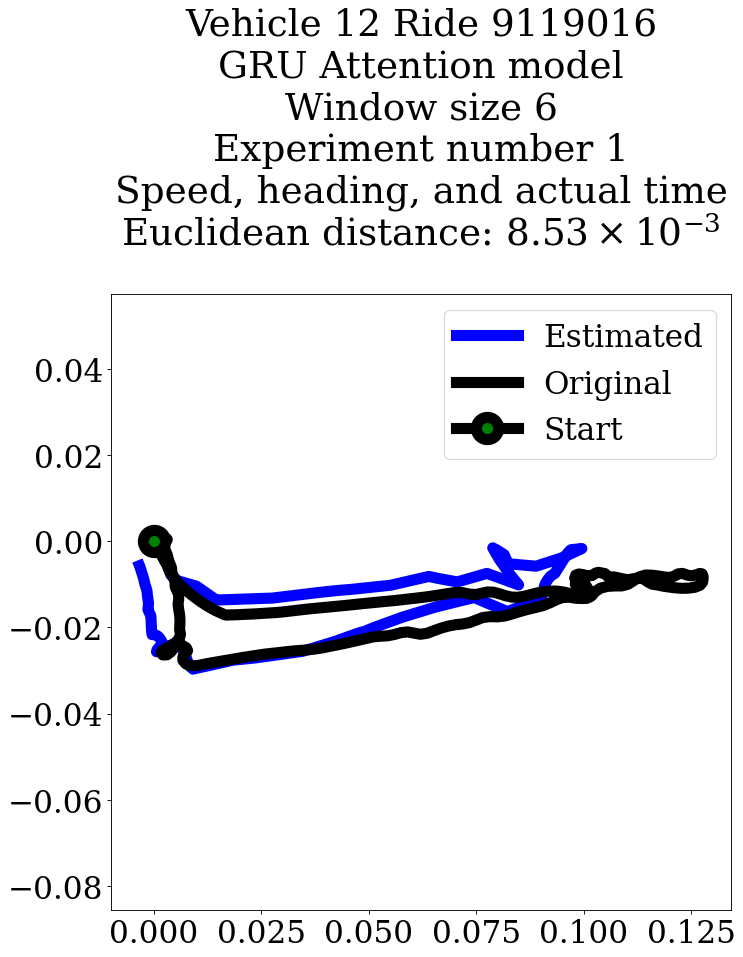 Vehicle 12 Ride 9119016
GRU Attention model
Window size 6
Experiment number 1
Speed, heading, and actual time
Euclidean distance: 8.53 × 10⁻³
Estimated
Original
Start
0.04
0.02
0.00
−0.02
−0.04
−0.06
−0.08
0.000 0.025 0.050 0.075 0.100 0.125